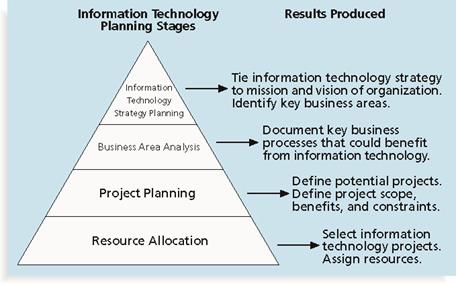 Information Technology
Planning Stages
Results Produced
Information
Technology
Strategy Planning
Tie information technology strategy
to mission and vision of organization.
Identify key business areas.
Business Area Analysis
Document key business
processes that could benefit
from information technology.
Project Planning
Define potential projects.
Define project scope,
benefits, and constraints.
Resource Allocation
Select information
technology projects.
Assign resources.